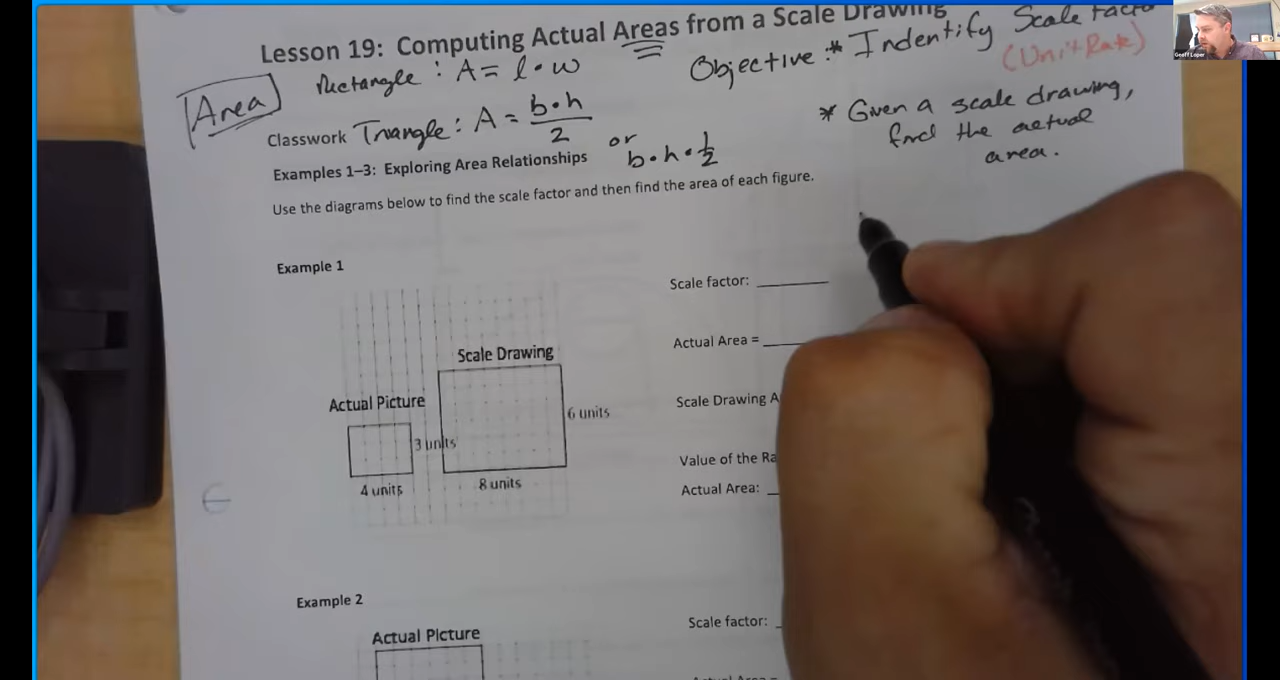 Lesson 19: Computing Actual Areas from a Scale Drawing
Objective: * Indentify Scale Factor
(Unit Rate)
Geoff Loper
Area
Rectangle: A = l • w
Classwork
Triangle: A = b•h/2
or
b•h•1/2
* Given a scale drawing,
find the actual
area.
Examples 1–3: Exploring Area Relationships
Use the diagrams below to find the scale factor and then find the area of each figure.
Example 1
Scale factor:
Actual Area =
Scale Drawing A
Value of the Ra
Actual Area:
Scale Drawing
Actual Picture
6 units
3 units
4 units
8 units
Example 2
Actual Picture
Scale factor: